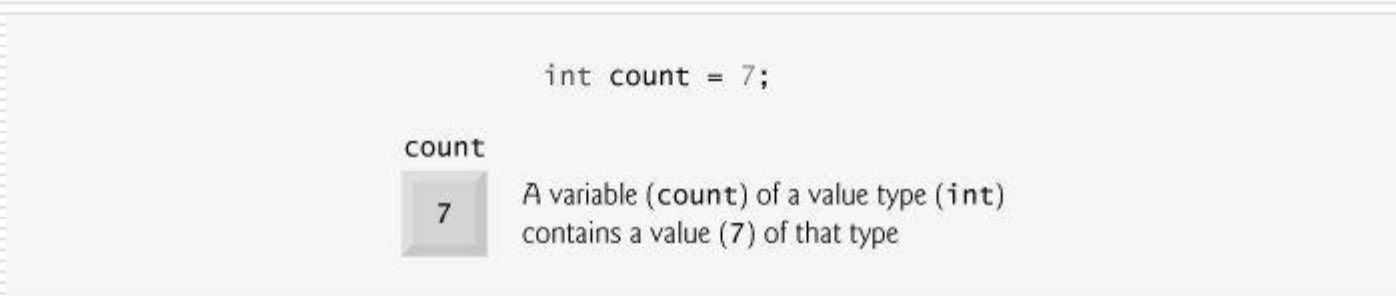 int count = 7;
count
7
A variable (count) of a value type (int)
contains a value (7) of that type